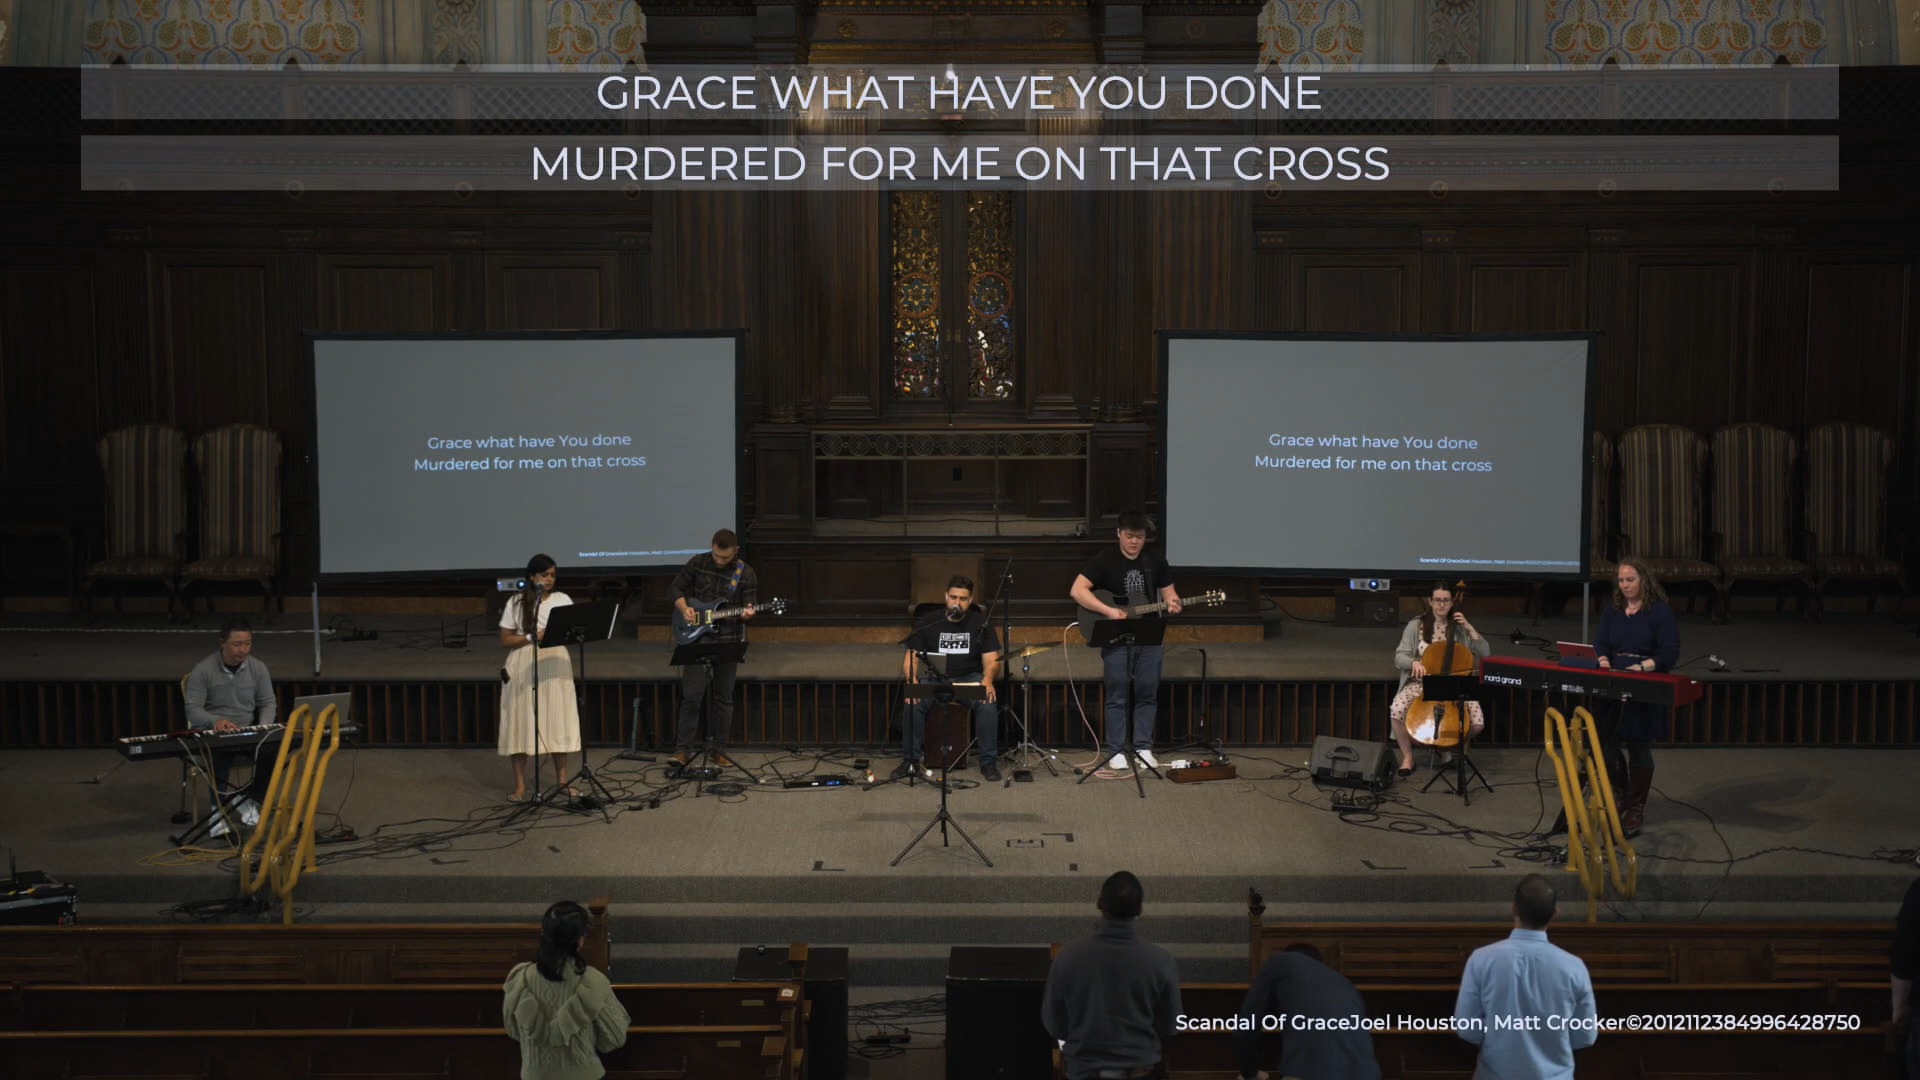 GRACE WHAT HAVE YOU DONE
MURDERED FOR ME ON THAT CROSS
Grace what have You done
Murdered for me on that cross
Grace what have You done
Murdered for me on that cross
nord grand
Scandal Of GraceJoel Houston, Matt Crocker©2012112384996428750